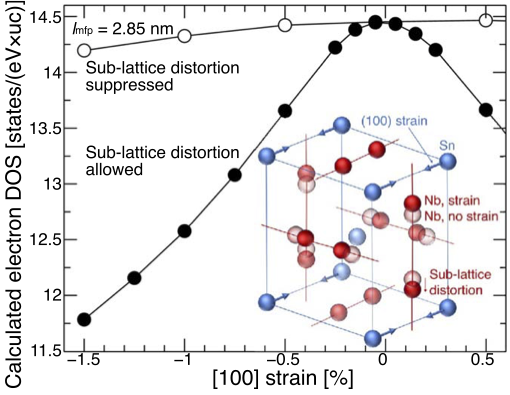 14.5
14
13.5
13
12.5
12
11.5
Calculated electron DOS [states/(eV×uc)]
lmfp = 2.85 nm
Sub-lattice distortion
suppressed
Sub-lattice distortion
allowed
(100) strain
Sn
Nb, strain
Nb, no strain
Sub-lattice
distortion
−1.5
−1
−0.5
0
0.5
[100] strain [%]